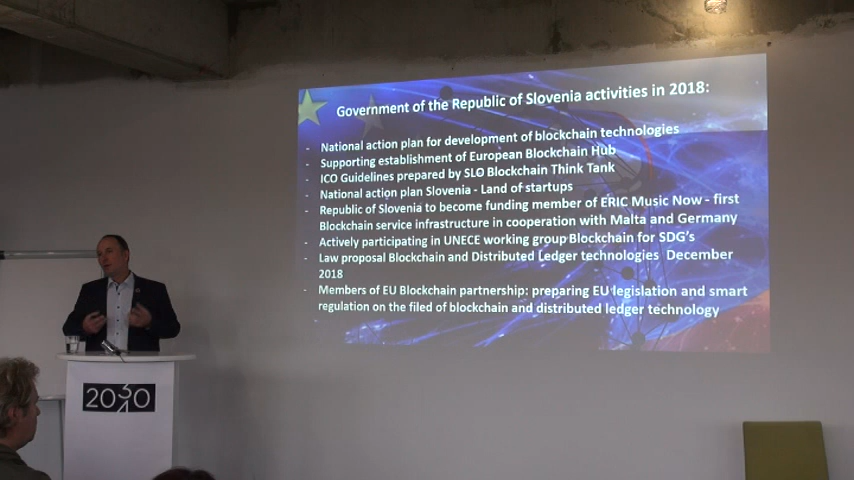 Government of the Republic of Slovenia activities in 2018:
- National action plan for development of blockchain technologies
- Supporting establishment of European Blockchain Hub
- ICO Guidelines prepared by SLO Blockchain Think Tank
- National action plan Slovenia - Land of startups
- Republic of Slovenia to become funding member of ERIC Music Now - first
Blockchain service infrastructure in cooperation with Malta and Germany
- Actively participating in UNECE working group Blockchain for SDG's
- Law proposal Blockchain and Distributed Ledger technologies December
2018
- Members of EU Blockchain partnership: preparing EU legislation and smart
regulation on the filed of blockchain and distributed ledger technology
2030
4